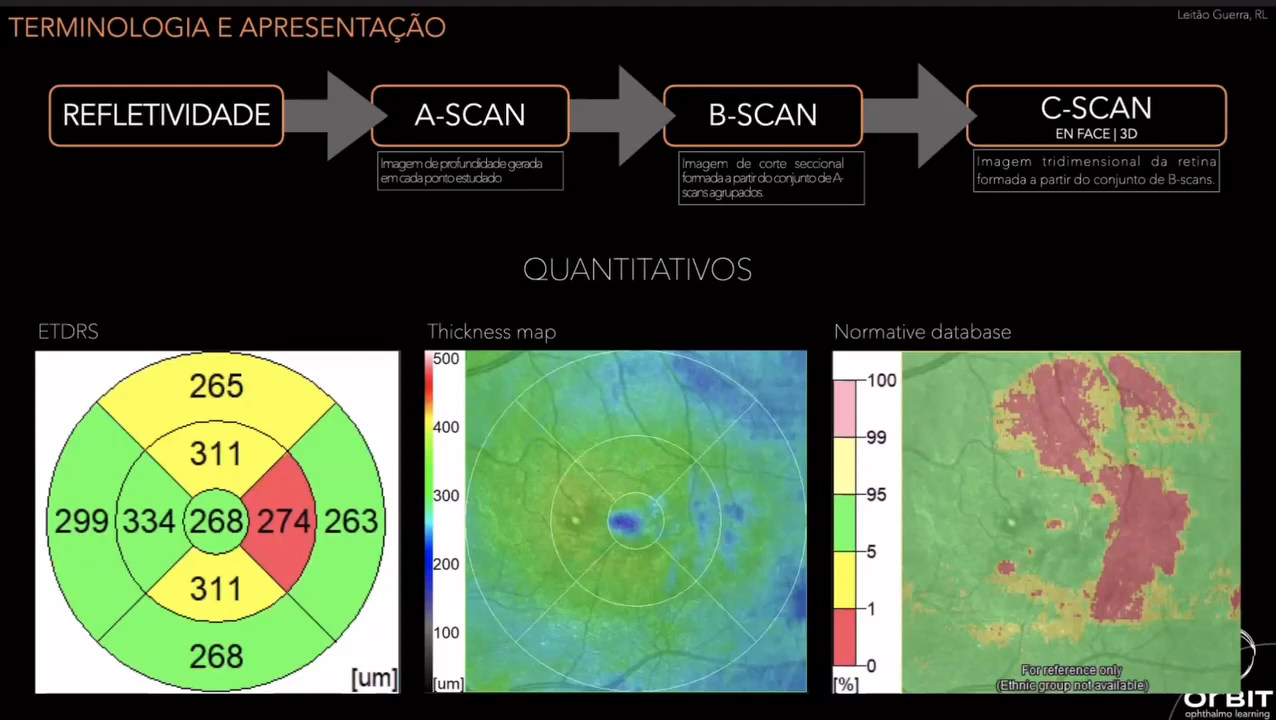 Leitão Guerra, RL
TERMINOLOGIA E APRESENTAÇÃO
REFLETIVIDADE
A-SCAN
B-SCAN
C-SCAN
EN FACE | 3D
Imagem de profundidade gerada
em cada ponto estudado
Imagem de corte seccional
formada a partir do conjunto de A-
scans agrupados.
Imagem tridimensional da retina
formada a partir do conjunto de B-scans.
QUANTITATIVOS
ETDRS
265
311
299
334
268
274
263
311
268
[um]
Thickness map
500
400
300
200
100
[um]
Normative database
100
99
95
5
1
0
[%]
For reference only
(Ethnic group not available)
OrBIT
ophthalmo learning